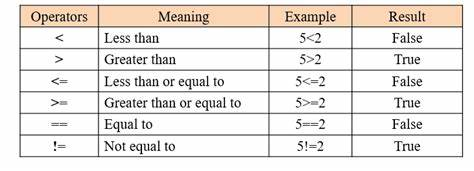 Operators Meaning Example Result
< Less than 5<2 False
> Greater than 5>2 True
<= Less than or equal to 5<=2 False
>= Greater than or equal to 5>=2 True
== Equal to 5==2 False
!= Not equal to 5!=2 True